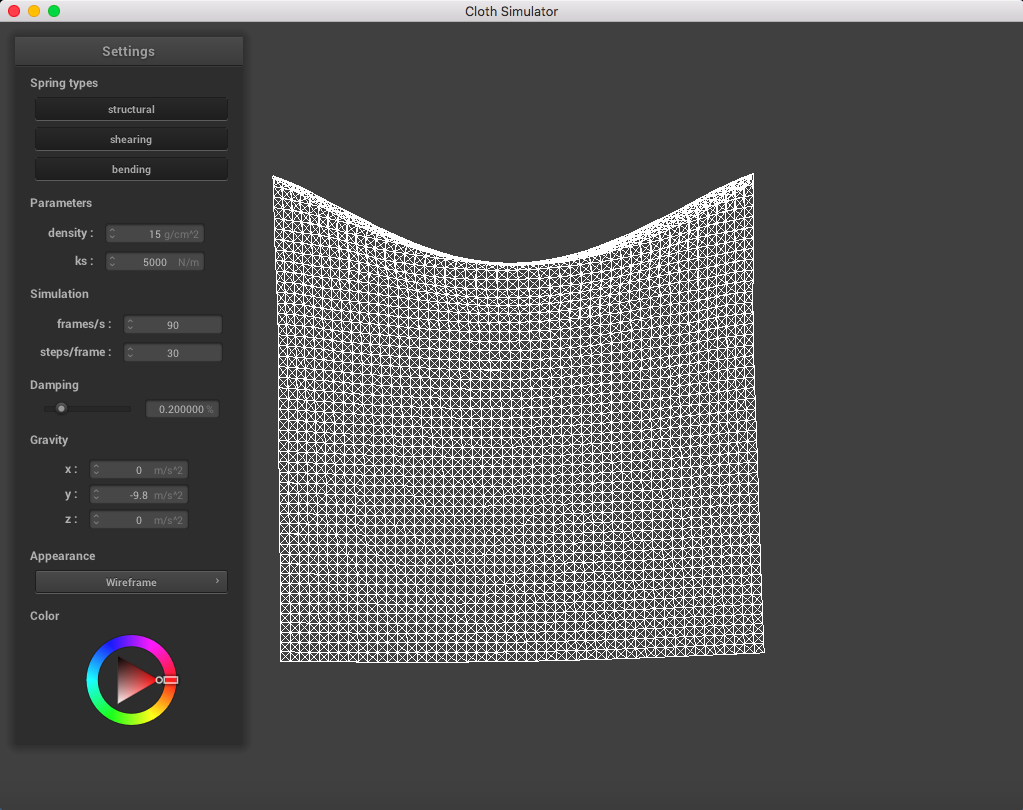 Cloth Simulator
Settings
Spring types
structural
shearing
bending
Parameters
density : 15 g/cm^2
ks : 5000 N/m
Simulation
frames/s : 90
steps/frame : 30
Damping
0.200000 %
Gravity
x : 0 m/s^2
y : -9.8 m/s^2
z : 0 m/s^2
Appearance
Wireframe ›
Color